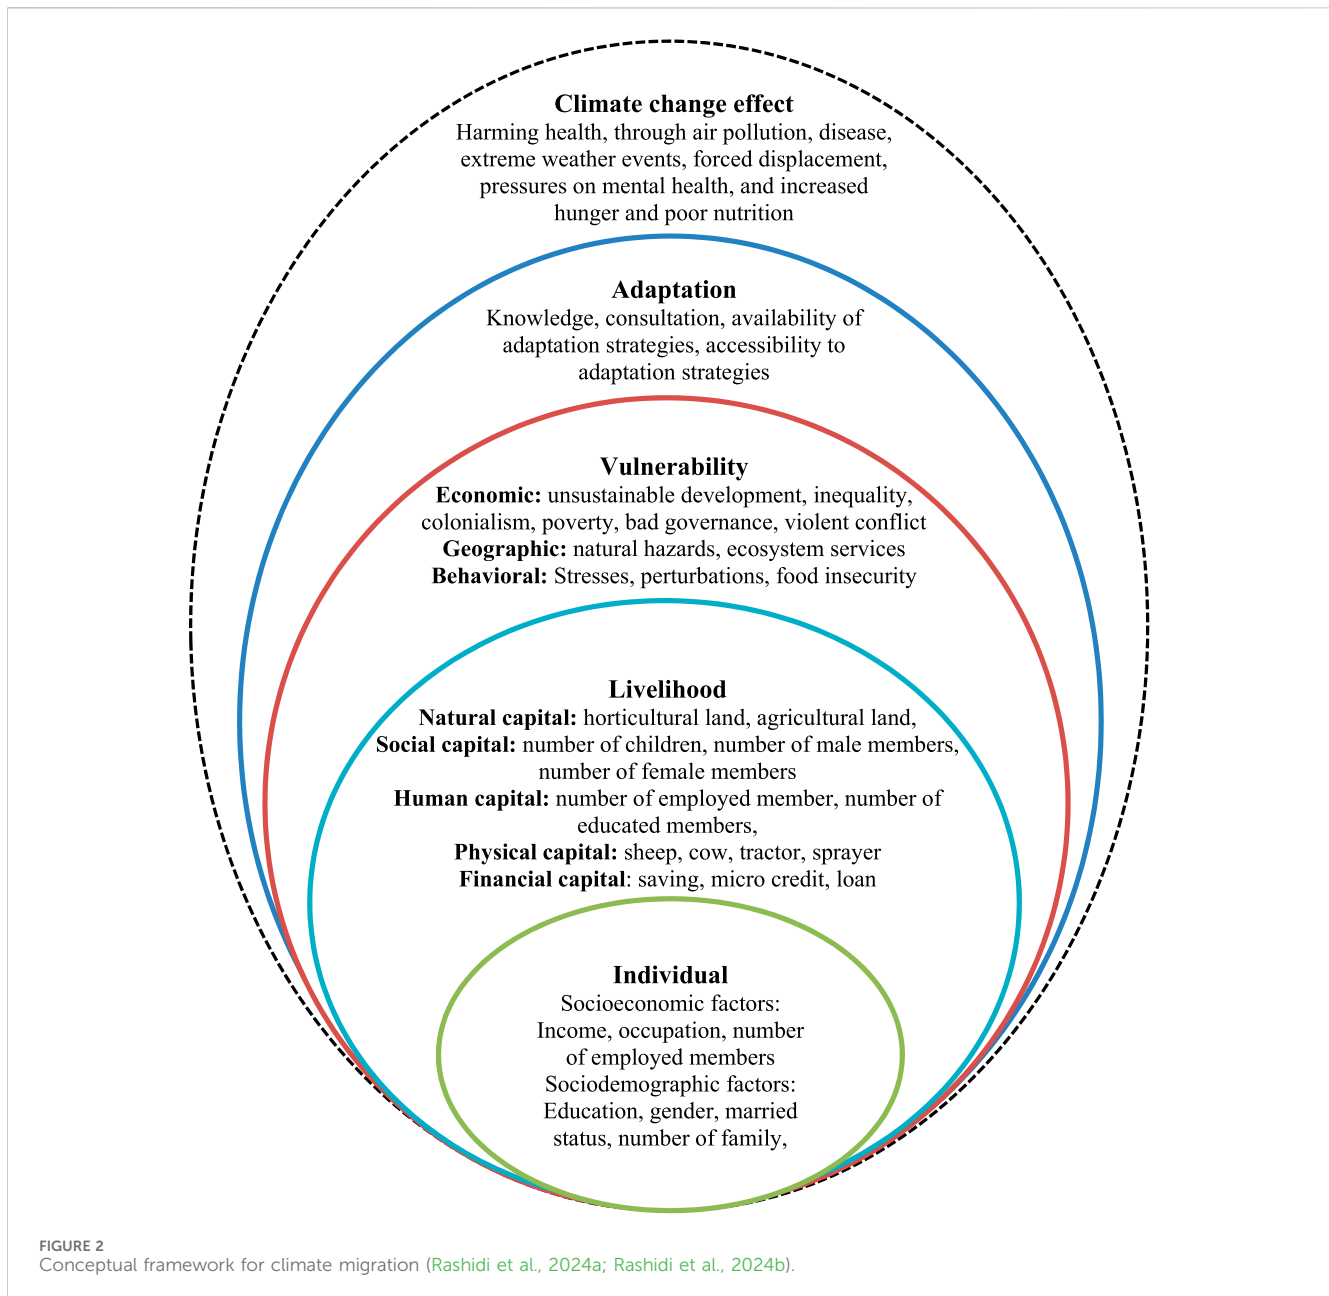 Climate change effect
Harming health, through air pollution, disease,
extreme weather events, forced displacement,
pressures on mental health, and increased
hunger and poor nutrition
Adaptation
Knowledge, consultation, availability of
adaptation strategies, accessibility to
adaptation strategies
Vulnerability
Economic: unsustainable development, inequality,
colonialism, poverty, bad governance, violent conflict
Geographic: natural hazards, ecosystem services
Behavioral: Stresses, perturbations, food insecurity
Livelihood
Natural capital: horticultural land, agricultural land,
Social capital: number of children, number of male members,
number of female members
Human capital: number of employed member, number of
educated members,
Physical capital: sheep, cow, tractor, sprayer
Financial capital: saving, micro credit, loan
Individual
Socioeconomic factors:
Income, occupation, number
of employed members
Sociodemographic factors:
Education, gender, married
status, number of family,
FIGURE 2
Conceptual framework for climate migration (Rashidi et al., 2024a; Rashidi et al., 2024b).